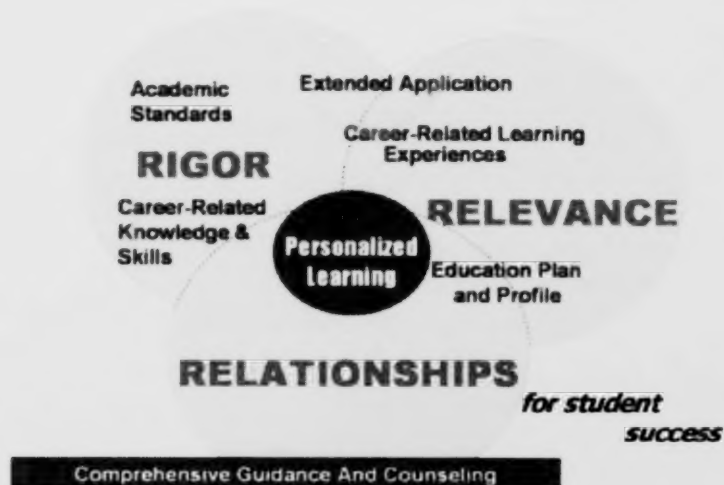 Academic
Standards
Extended Application
Career-Related Learning
Experiences
RIGOR
Career-Related
Knowledge &
Skills
RELEVANCE
Personalized
Learning
Education Plan
and Profile
RELATIONSHIPS
for student
success
Comprehensive Guidance And Counseling